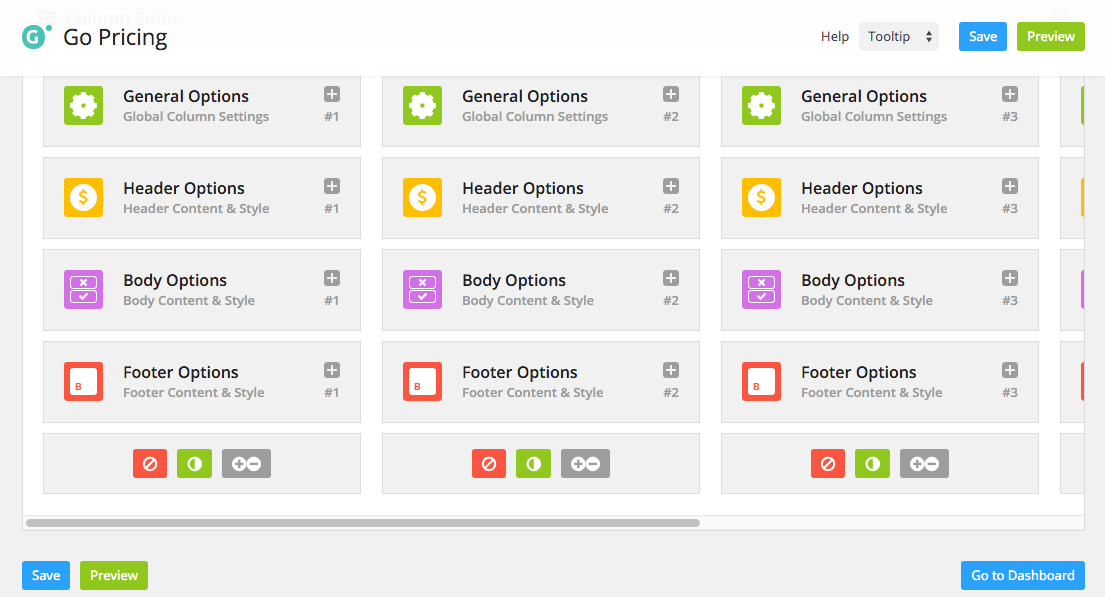 Column Editor
Go Pricing
Help Tooltip Save Preview
General Options
Global Column Settings #1
General Options
Global Column Settings #2
General Options
Global Column Settings #3
Header Options
Header Content & Style #1
Header Options
Header Content & Style #2
Header Options
Header Content & Style #3
Body Options
Body Content & Style #1
Body Options
Body Content & Style #2
Body Options
Body Content & Style #3
Footer Options
Footer Content & Style #1
Footer Options
Footer Content & Style #2
Footer Options
Footer Content & Style #3
Save Preview Go to Dashboard